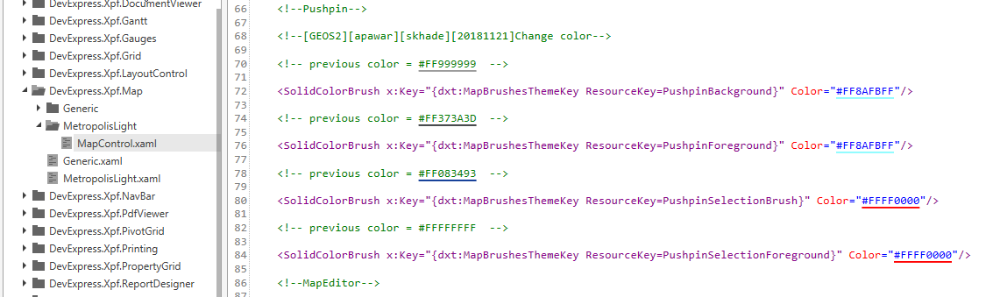 DevExpress.Xpf.DocumentViewer
DevExpress.Xpf.Gantt
DevExpress.Xpf.Gauges
DevExpress.Xpf.Grid
DevExpress.Xpf.LayoutControl
DevExpress.Xpf.Map
Generic
MetropolisLight
MapControl.xaml
Generic.xaml
MetropolisLight.xaml
DevExpress.Xpf.NavBar
DevExpress.Xpf.PdfViewer
DevExpress.Xpf.PivotGrid
DevExpress.Xpf.Printing
DevExpress.Xpf.PropertyGrid
DevExpress.Xpf.ReportDesigner
66 <!--Pushpin-->
67
68 <!--[GEOS2][apawar][skhade][20181121]Change color-->
69
70 <!-- previous color = #FF999999  -->
71
72 <SolidColorBrush x:Key="{dxt:MapBrushesThemeKey ResourceKey=PushpinBackground}" Color="#FF8AFBFF"/>
73
74 <!-- previous color = #FF373A3D  -->
75
76 <SolidColorBrush x:Key="{dxt:MapBrushesThemeKey ResourceKey=PushpinForeground}" Color="#FF8AFBFF"/>
77
78 <!-- previous color = #FF083493  -->
79
80 <SolidColorBrush x:Key="{dxt:MapBrushesThemeKey ResourceKey=PushpinSelectionBrush}" Color="#FFFF0000"/>
81
82 <!-- previous color = #FFFFFFFF  -->
83
84 <SolidColorBrush x:Key="{dxt:MapBrushesThemeKey ResourceKey=PushpinSelectionForeground}" Color="#FFFF0000"/>
85
86 <!--MapEditor-->
87